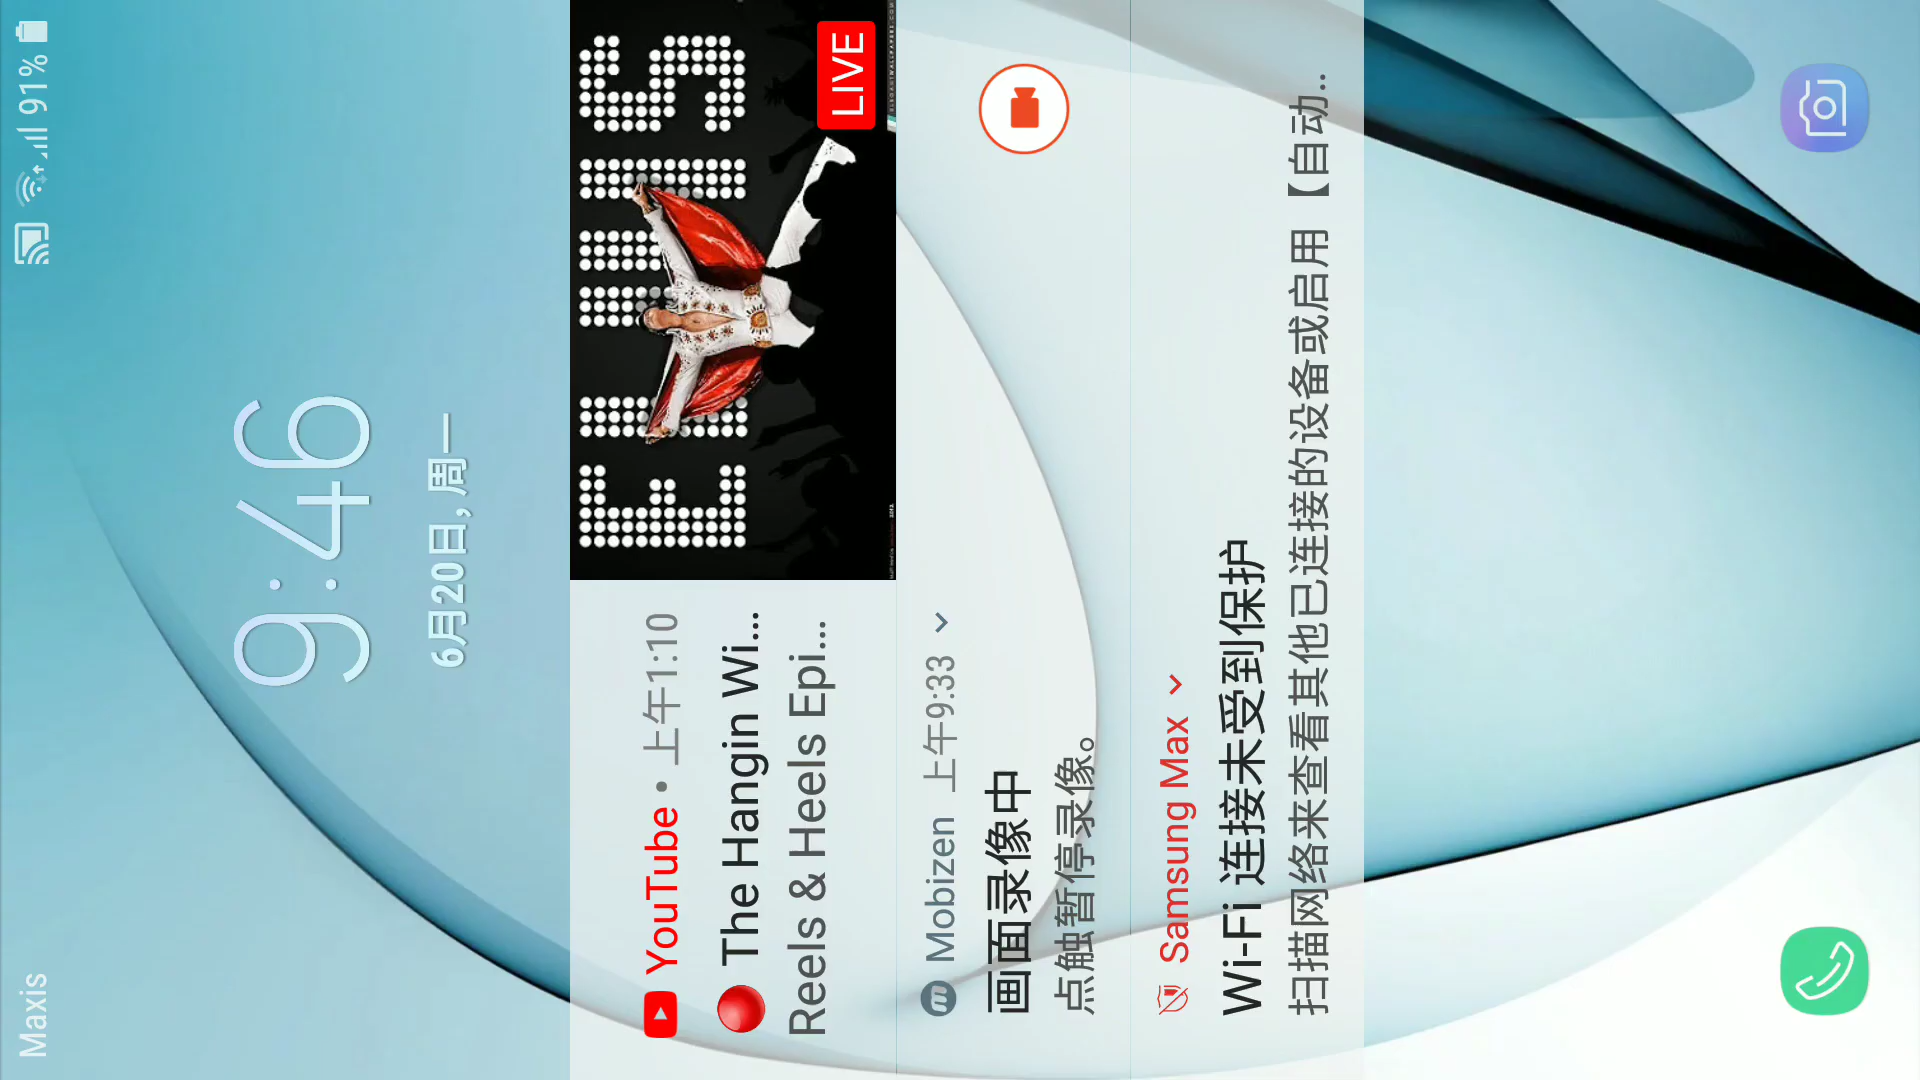 Maxis 91%
9:46
6月20日, 周一
ELVIS
LIVE
YouTube • 上午1:10
The Hangin Wi...
Reels & Heels Epi...
Mobizen 上午9:33
画面录像中
点触暂停录像。
Samsung Max
Wi-Fi 连接未受到保护
扫描网络来查看其他已连接的设备或启用【自动...